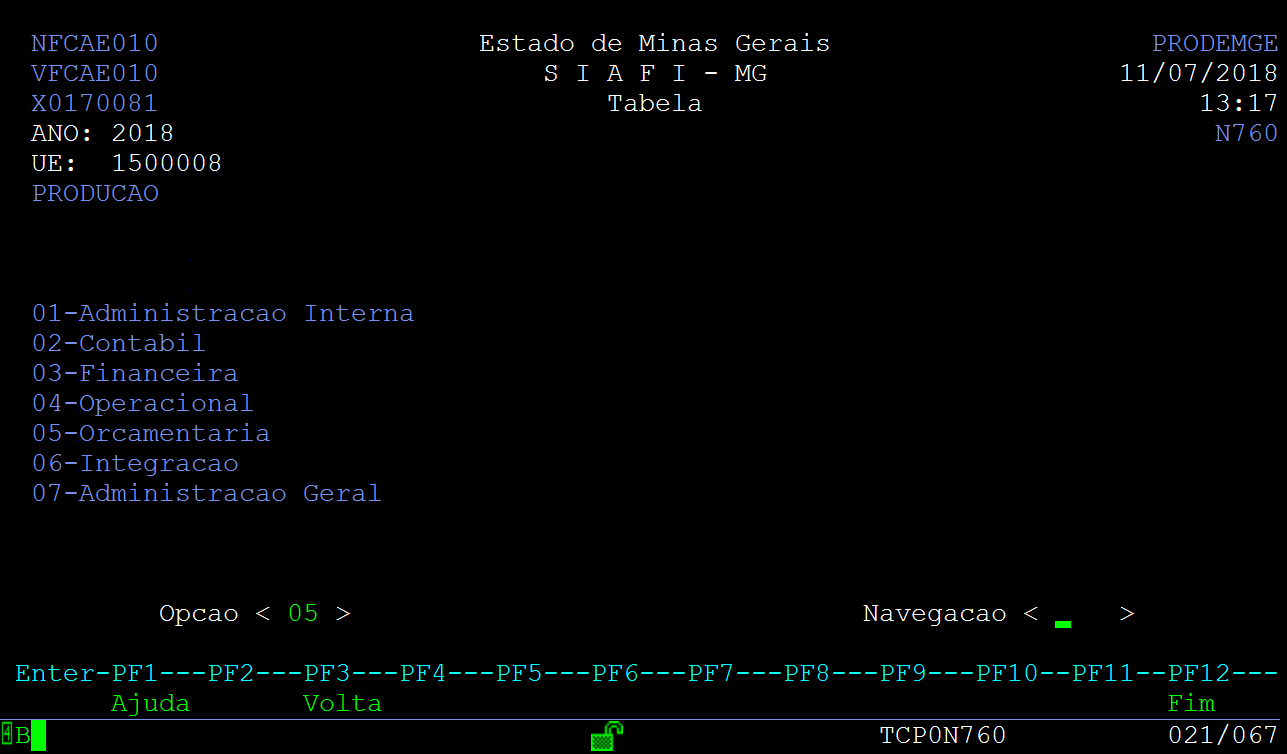 NFCAE010 Estado de Minas Gerais PRODEMGE
VFCAE010 S I A F I - MG 11/07/2018
X0170081 Tabela 13:17
ANO: 2018 N760
UE: 1500008
PRODUCAO
01-Administracao Interna
02-Contabil
03-Financeira
04-Operacional
05-Orcamentaria
06-Integracao
07-Administracao Geral
Opcao < 05 > Navegacao < _ >
Enter-PF1---PF2---PF3---PF4---PF5---PF6---PF7---PF8---PF9---PF10--PF11--PF12---
Ajuda Volta Fim
4B TCP0N760 021/067